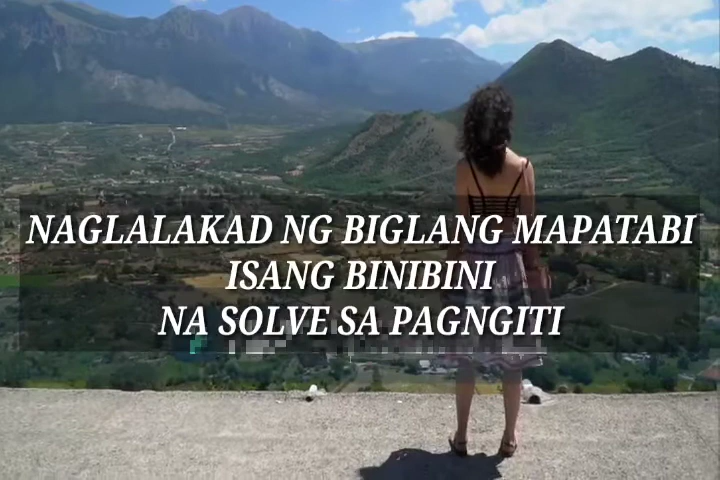 NAGLALAKAD NG BIGLANG MAPATABI
ISANG BINIBINI
NA SOLVE SA PAGNGITI